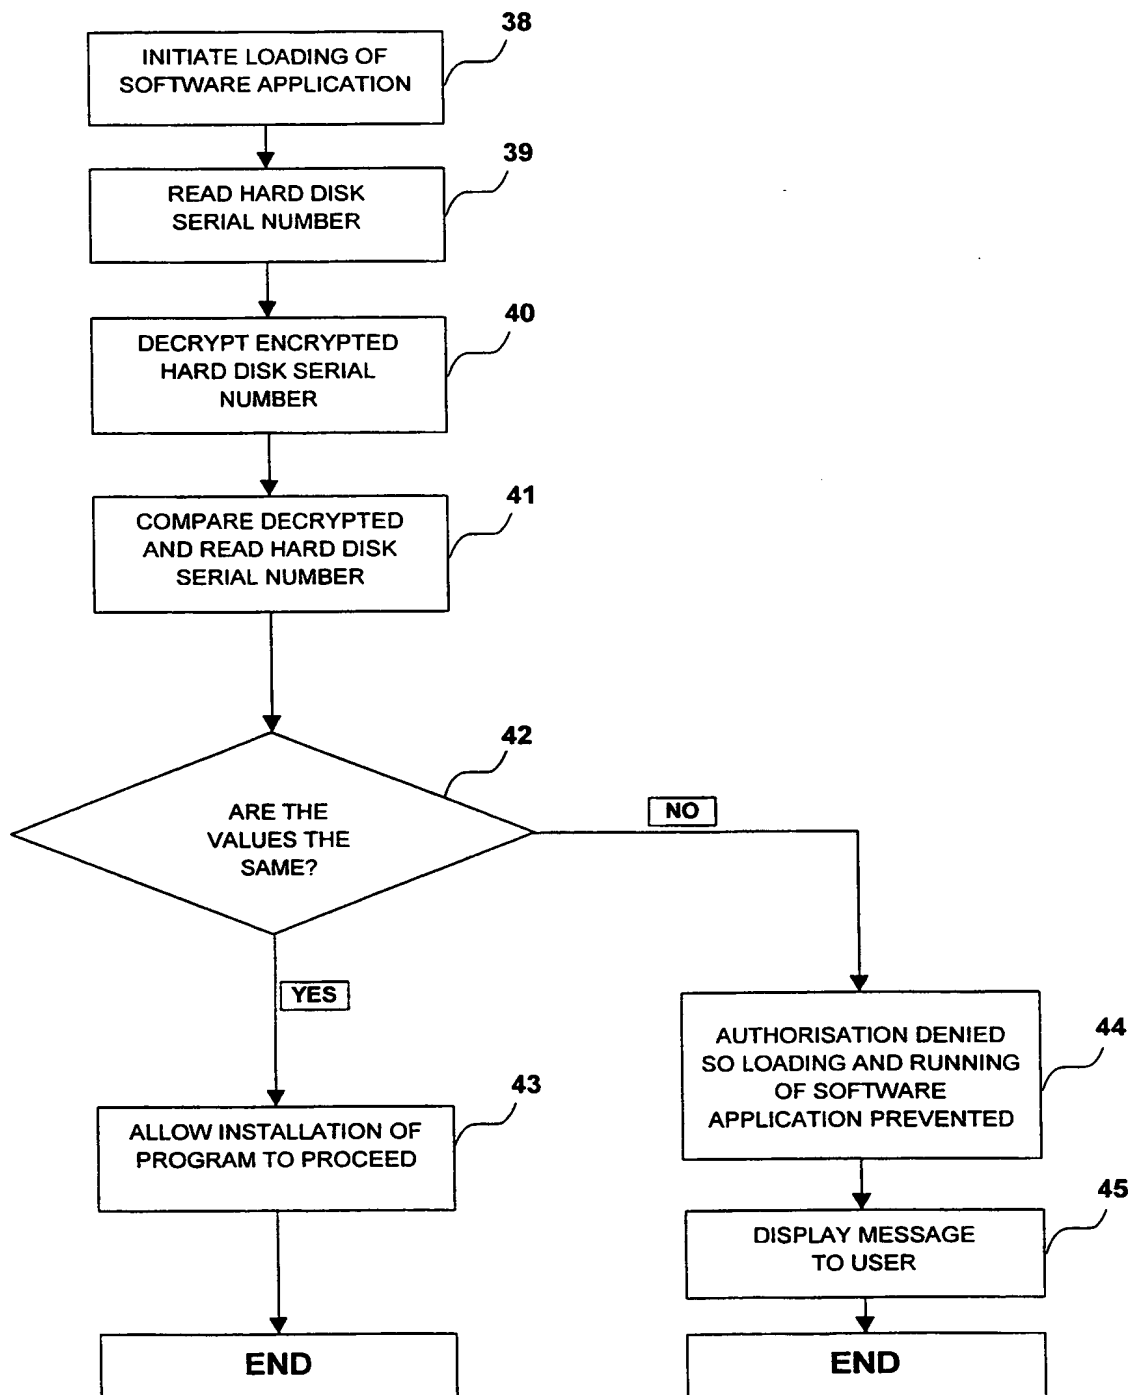 38
INITIATE LOADING OF
SOFTWARE APPLICATION
39
READ HARD DISK
SERIAL NUMBER
40
DECRYPT ENCRYPTED
HARD DISK SERIAL
NUMBER
41
COMPARE DECRYPTED
AND READ HARD DISK
SERIAL NUMBER
42
ARE THE
VALUES THE
SAME?
NO
YES
44
AUTHORISATION DENIED
SO LOADING AND RUNNING
OF SOFTWARE
APPLICATION PREVENTED
43
ALLOW INSTALLATION OF
PROGRAM TO PROCEED
45
DISPLAY MESSAGE
TO USER
END
END